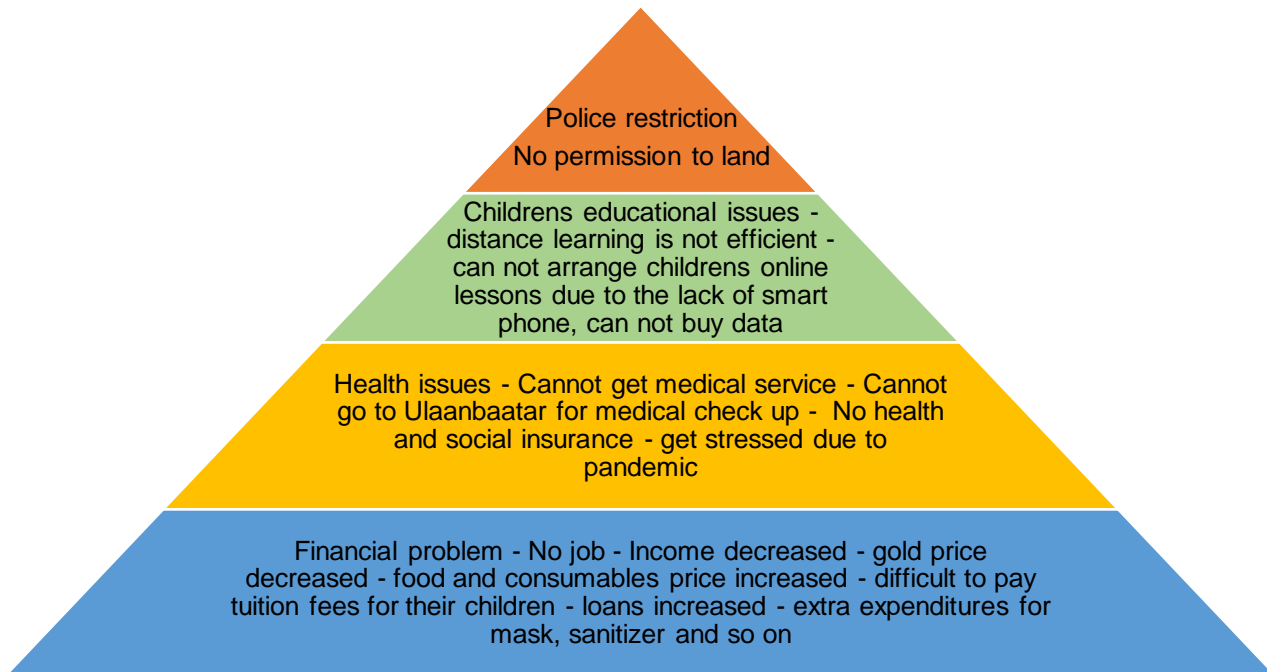 Police restriction
No permission to land
Childrens educational issues -
distance learning is not efficient -
can not arrange childrens online
lessons due to the lack of smart
phone, can not buy data
Health issues - Cannot get medical service - Cannot
go to Ulaanbaatar for medical check up - No health
and social insurance - get stressed due to
pandemic
Financial problem - No job - Income decreased - gold price
decreased - food and consumables price increased - difficult to pay
tuition fees for their children - loans increased - extra expenditures for
mask, sanitizer and so on